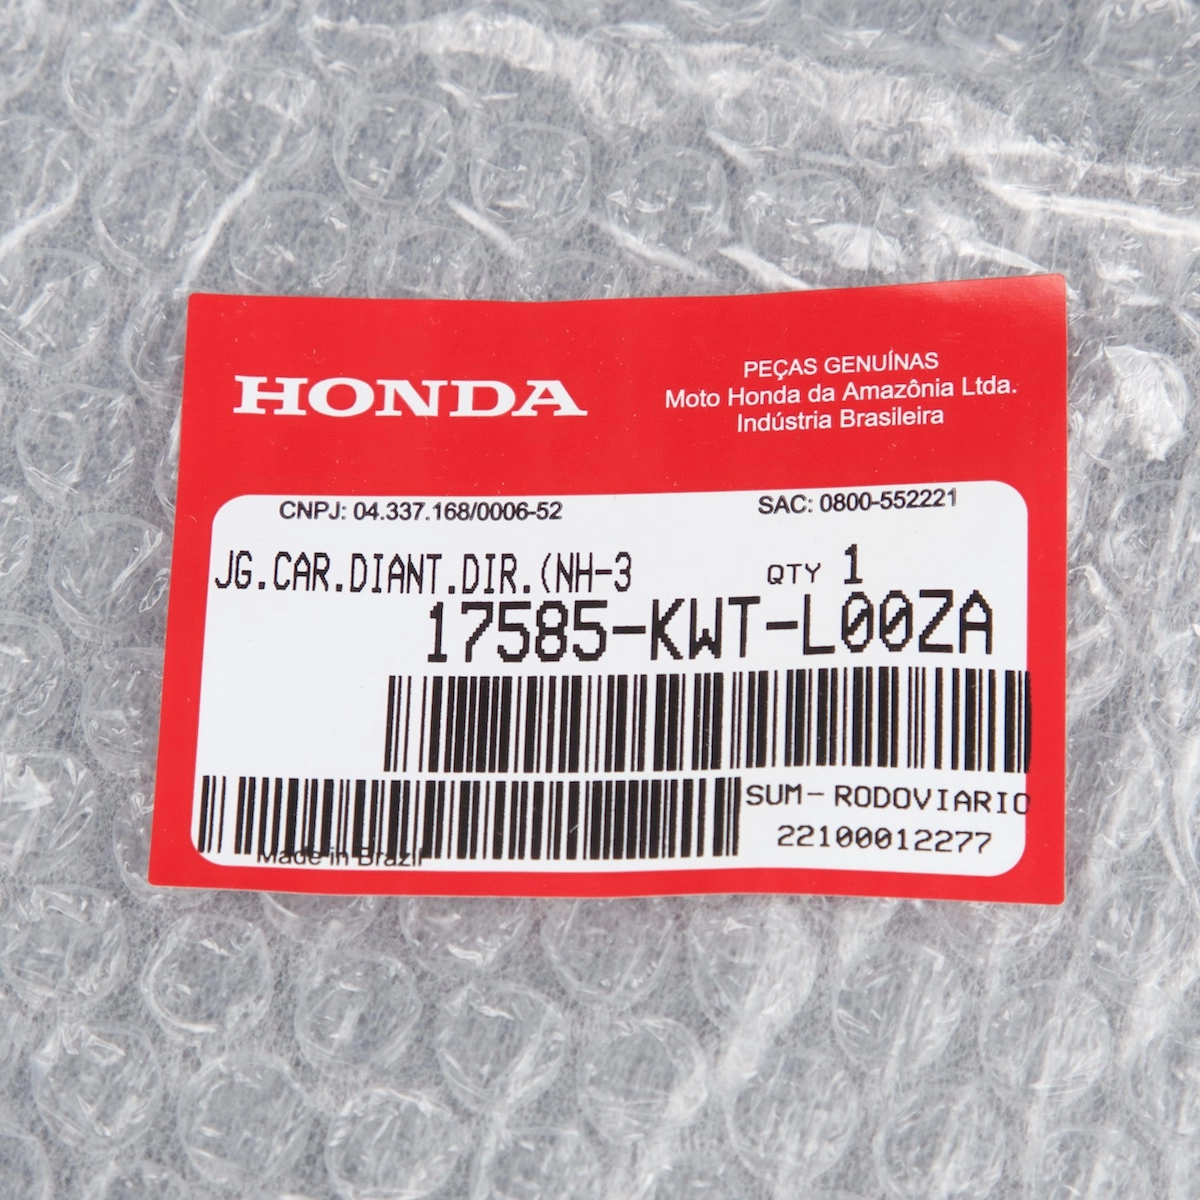 HONDA
PEÇAS GENUÍNAS
Moto Honda da Amazônia Ltda.
Indústria Brasileira
CNPJ: 04.337.168/0006-52
SAC: 0800-552221
JG.CAR.DIANT.DIR.(NH-3
QTY 1
17585-KWT-L00ZA
SUM-RODOVIARIO
22100012277
Made in Brazil